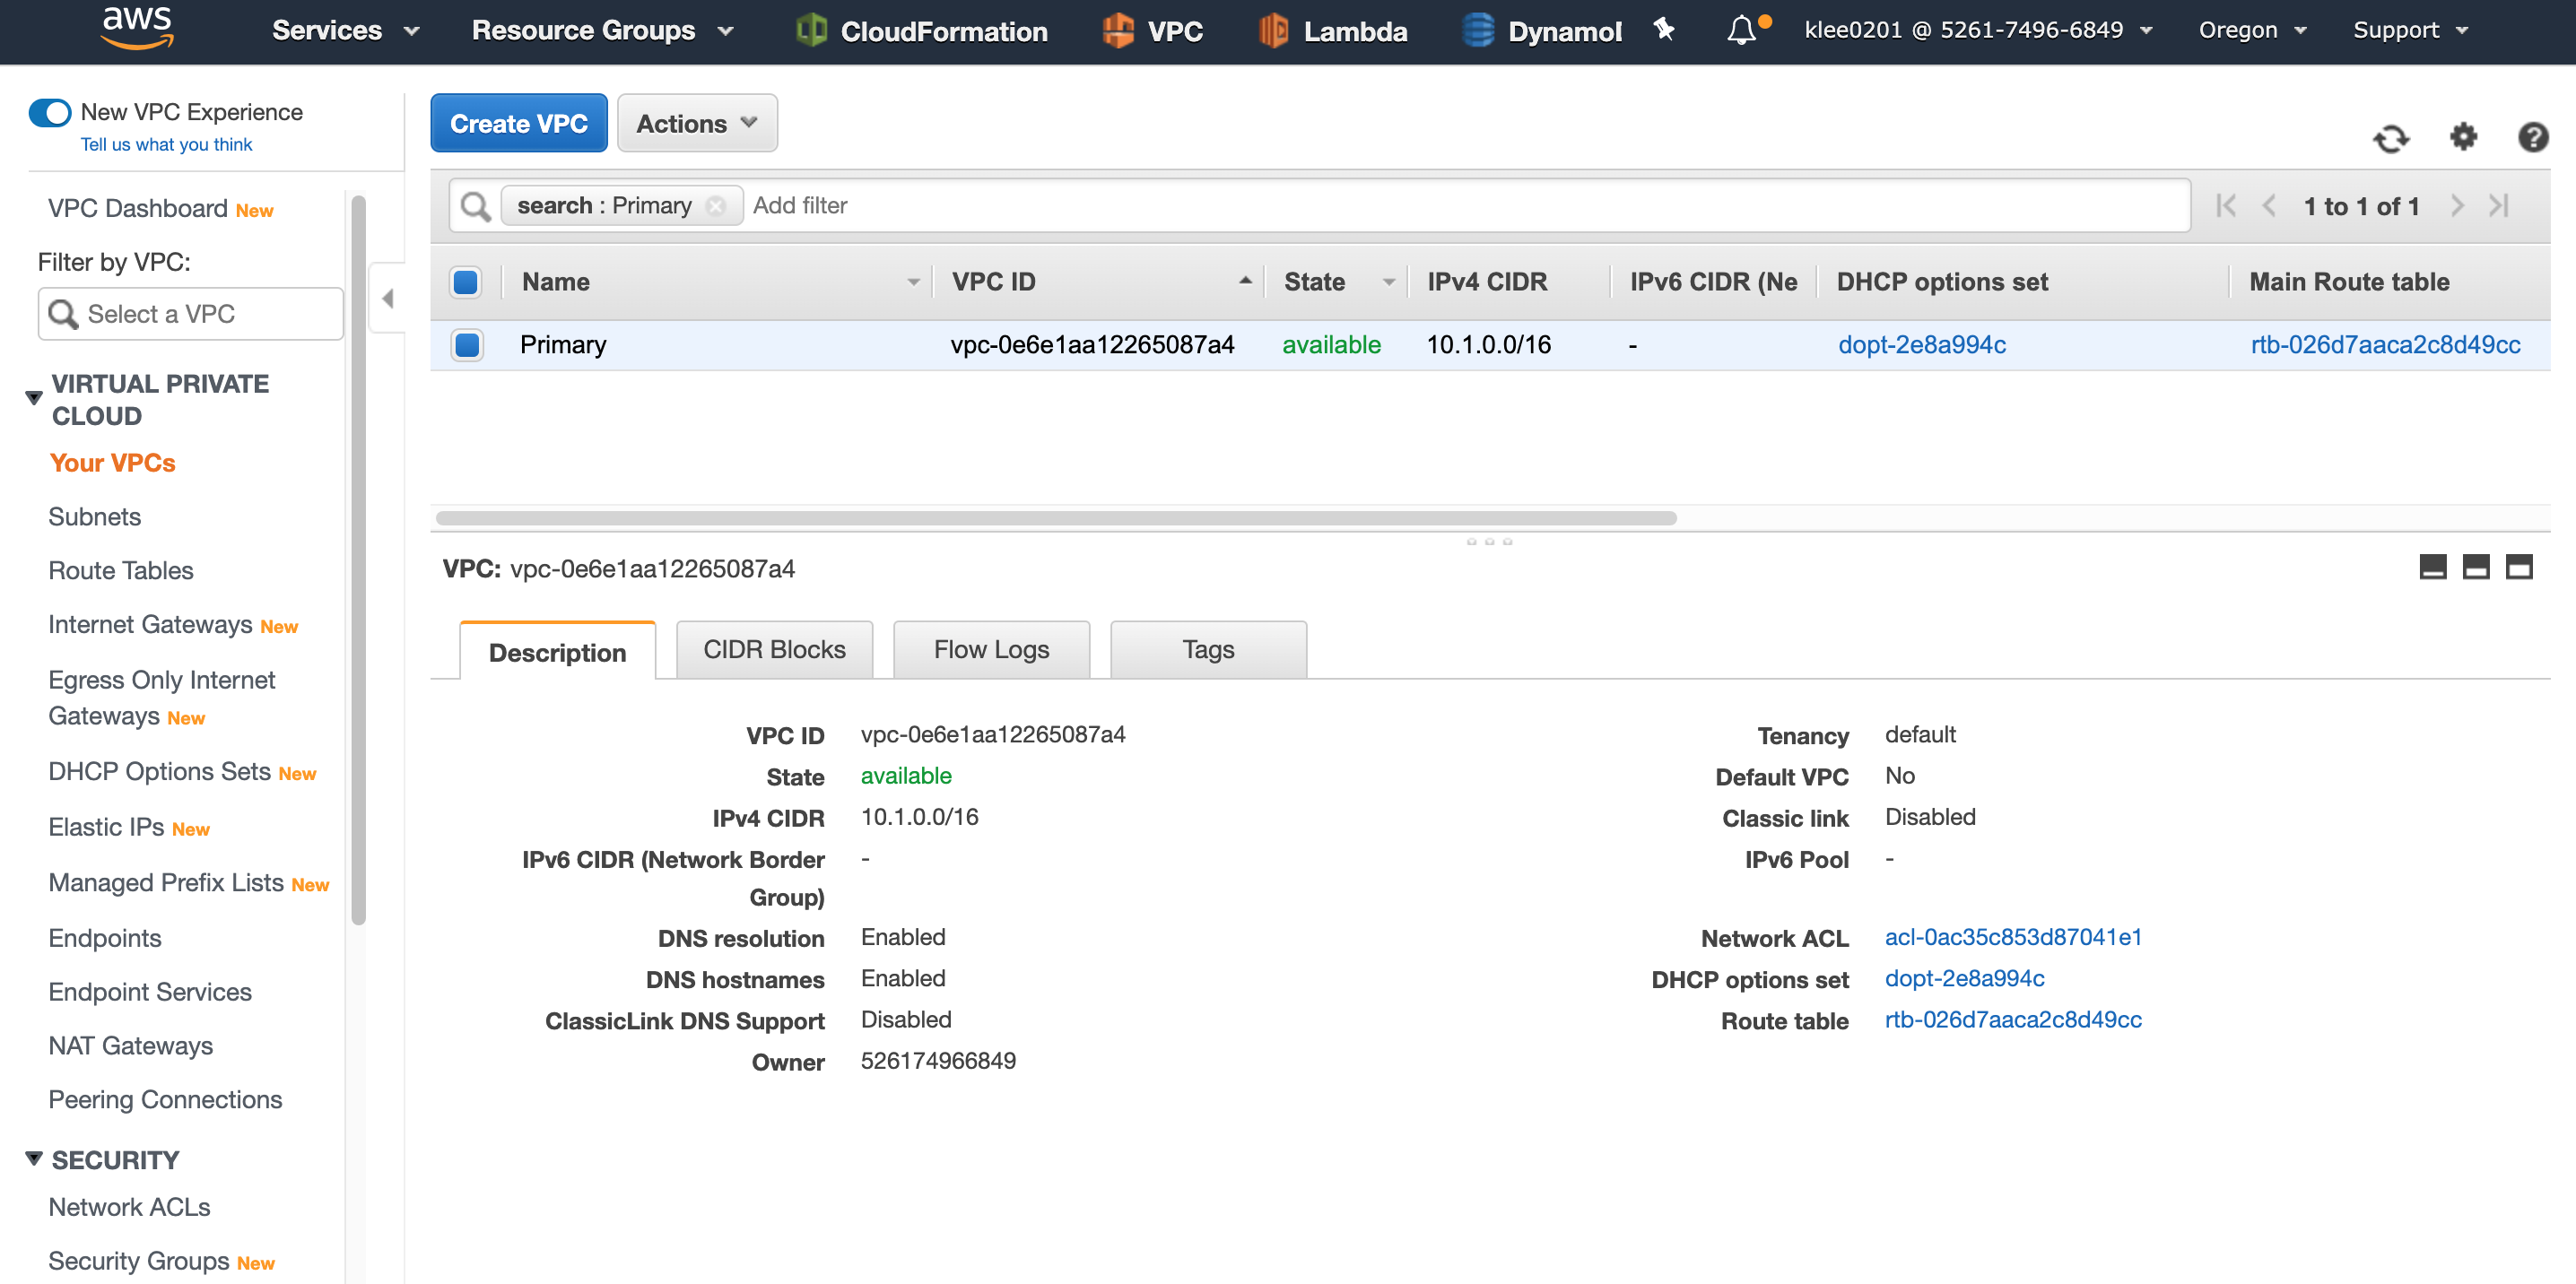 aws Services Resource Groups CloudFormation VPC Lambda Dynamo klee0201 @ 5261-7496-6849 Oregon Support
New VPC Experience
Tell us what you think
VPC Dashboard New
Filter by VPC:
Select a VPC
VIRTUAL PRIVATE
CLOUD
Your VPCs
Subnets
Route Tables
Internet Gateways New
Egress Only Internet
Gateways New
DHCP Options Sets New
Elastic IPs New
Managed Prefix Lists New
Endpoints
Endpoint Services
NAT Gateways
Peering Connections
SECURITY
Network ACLs
Security Groups New
Create VPC Actions
search : Primary Add filter 1 to 1 of 1
Name VPC ID State IPv4 CIDR IPv6 CIDR (Ne DHCP options set Main Route table
Primary vpc-0e6e1aa12265087a4 available 10.1.0.0/16 - dopt-2e8a994c rtb-026d7aaca2c8d49cc
VPC: vpc-0e6e1aa12265087a4
Description CIDR Blocks Flow Logs Tags
VPC ID vpc-0e6e1aa12265087a4
State available
IPv4 CIDR 10.1.0.0/16
IPv6 CIDR (Network Border -
Group)
DNS resolution Enabled
DNS hostnames Enabled
ClassicLink DNS Support Disabled
Owner 526174966849
Tenancy default
Default VPC No
Classic link Disabled
IPv6 Pool -
Network ACL acl-0ac35c853d87041e1
DHCP options set dopt-2e8a994c
Route table rtb-026d7aaca2c8d49cc